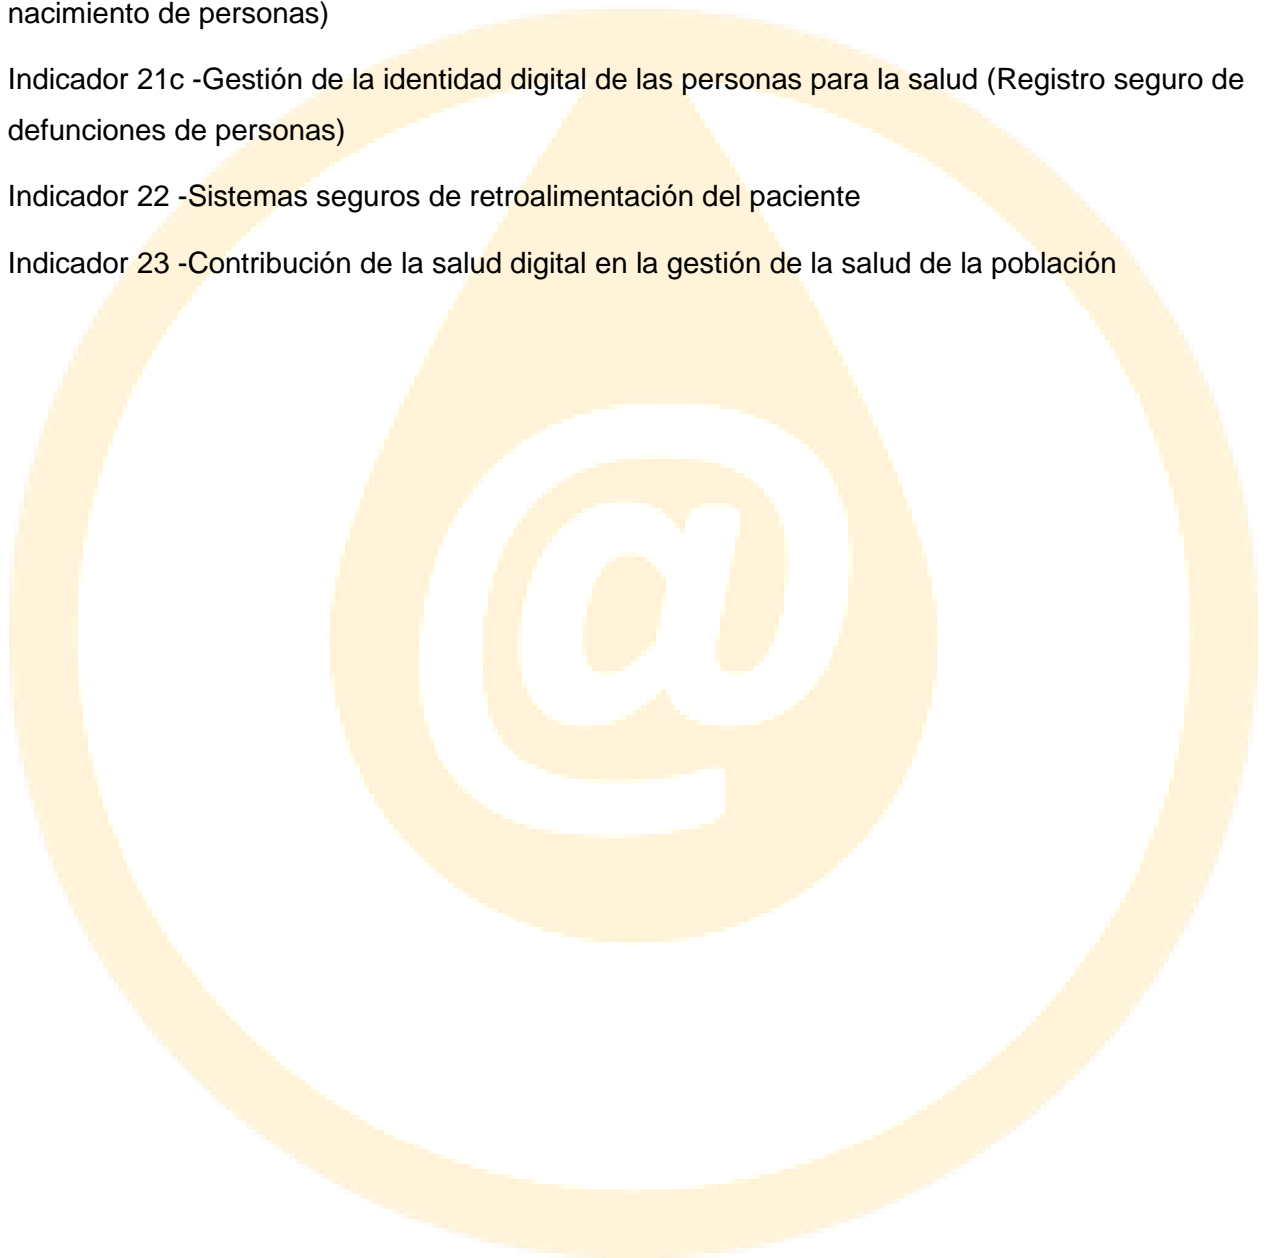 nacimiento de personas)
Indicador 21c -Gestión de la identidad digital de las personas para la salud (Registro seguro de
defunciones de personas)
Indicador 22 -Sistemas seguros de retroalimentación del paciente
Indicador 23 -Contribución de la salud digital en la gestión de la salud de la población
@